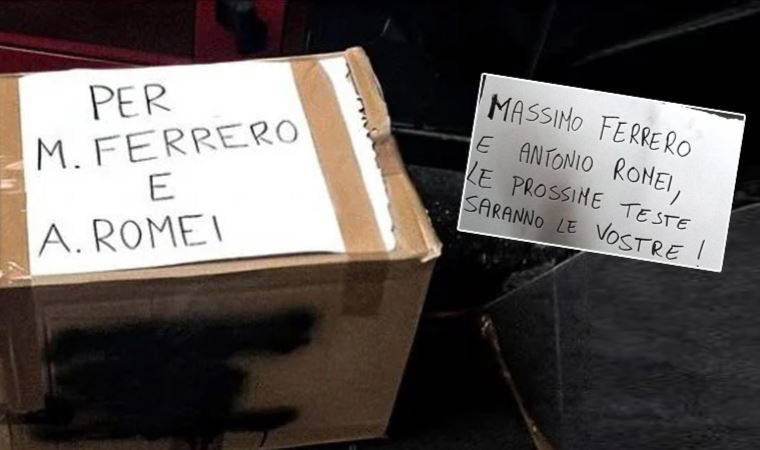 PER
M. FERRERO
E
A. ROMEI
MASSIMO FERRERO
E ANTONIO ROMEI,
LE PROSSIME TESTE
SARANNO LE VOSTRE!